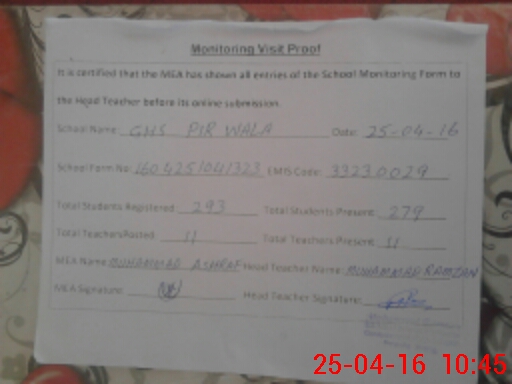 Monitoring Visit Proof
It is certified that the MEA has shown all entries of the School Monitoring Form to
the Head Teacher before its online submission.
School Name: GHS PIR WALA Date: 25-04-16
School Form No: 1604251041323 EMIS Code: 33230029
Total Students Registered 293 Total Students Present 279
Total Teachers Posted 11 Total Teachers Present 11
MEA Name: MUHAMMAD ASHRAF Head Teacher Name: MUHAMMAD RAMZAN
MEA Signature: Head Teacher Signature:
25-04-16 10:45